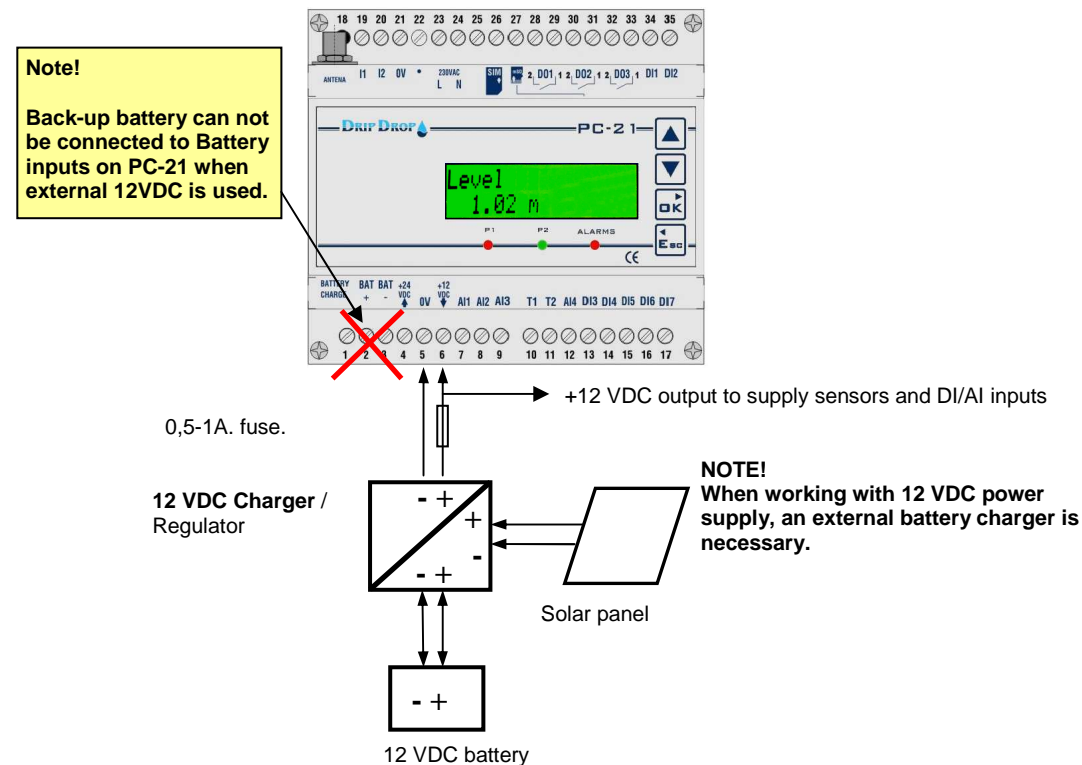 18 19 20 21 22 23 24 25 26 27 28 29 30 31 32 33 34 35
ANTENA I1 I2 0V • 230VAC L N SIM 2 DO1 1 2 DO2 1 2 DO3 1 DI1 DI2
Note!
Back-up battery can not
be connected to Battery
inputs on PC-21 when
external 12VDC is used.
DRIP DROP PC-21
Level
1.02 m
OK
P1 P2 ALARMS
Esc
CE
BATTERY CHARGE BAT + BAT - +24 VDC 0V +12 VDC AI1 AI2 AI3 T1 T2 AI4 DI3 DI4 DI5 DI6 DI7
1 2 3 4 5 6 7 8 9 10 11 12 13 14 15 16 17
+12 VDC output to supply sensors and DI/AI inputs
0,5-1A. fuse.
12 VDC Charger /
Regulator
- +
+
-
- +
NOTE!
When working with 12 VDC power
supply, an external battery charger is
necessary.
Solar panel
- +
12 VDC battery